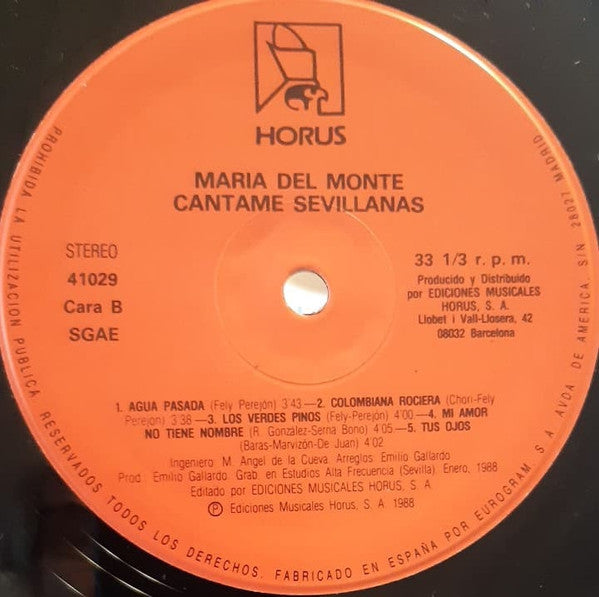 HORUS
MARIA DEL MONTE
CANTAME SEVILLANAS
STEREO
41029
Cara B
SGAE
33 1/3 r. p. m.
Producido y Distribuido
por EDICIONES MUSICALES
HORUS, S. A.
Llobet i Vall-Llosera, 42
08032 Barcelona
1. AGUA PASADA (Fely Perejón) 3'43—2. COLOMBIANA ROCIERA (Chori-Fely
Perejón) 3'38—3. LOS VERDES PINOS (Fely-Perejón) 4'00—4. MI AMOR
NO TIENE NOMBRE (R. González-Serna Bono) 4'05—5. TUS OJOS
(Baras-Marvizón-De Juan) 4'02
Ingeniero: M. Angel de la Cueva. Arreglos: Emilio Gallardo
Prod.: Emilio Gallardo. Grab. en Estudios Alta Frecuencia (Sevilla). Enero, 1988
Editado por EDICIONES MUSICALES HORUS, S. A.
Ⓟ Ediciones Musicales Horus, S. A. 1988
PROHIBIDA LA UTILIZACION PUBLICA. RESERVADOS TODOS LOS DERECHOS. FABRICADO EN ESPAÑA POR EUROGRAM, S. A. AVDA DE AMERICA, S/N. 28027 MADRID